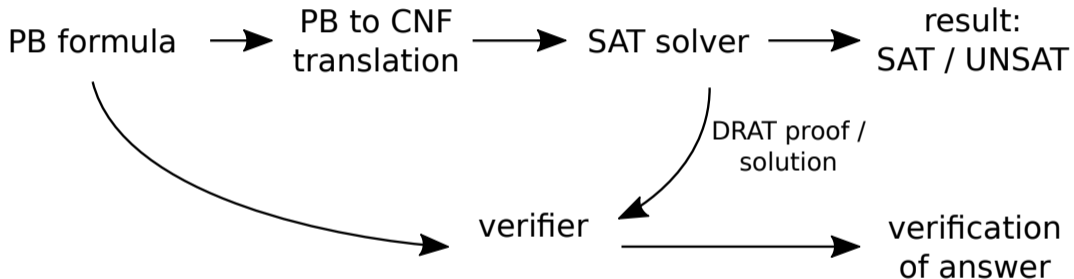 PB formula
PB to CNF
translation
SAT solver
result:
SAT / UNSAT
DRAT proof /
solution
verifier
verification
of answer